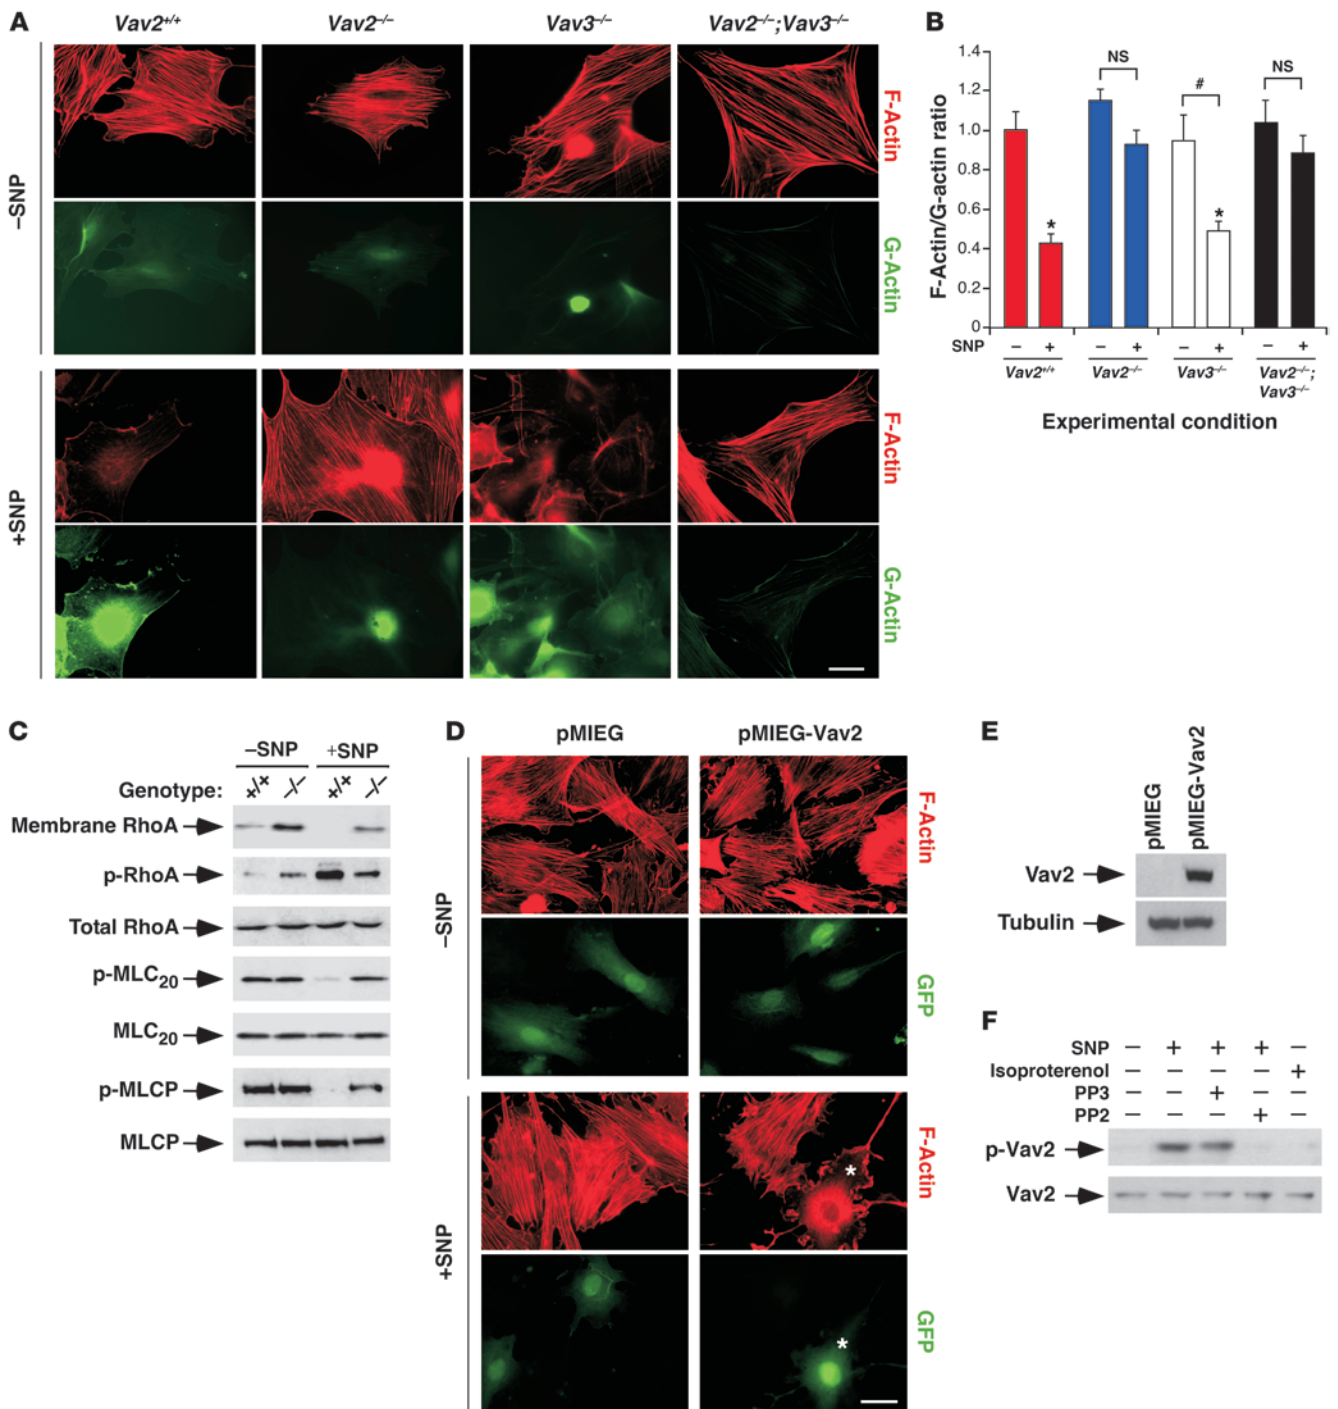 A
Vav2+/+ Vav2–/– Vav3–/– Vav2–/–;Vav3–/–
–SNP
F-Actin
G-Actin
+SNP
F-Actin
G-Actin
B
F-Actin/G-actin ratio
1.4
1.2
1.0
0.8
0.6
0.4
0.2
0
NS
#
NS
*
*
SNP – + – + – + – +
Vav2+/+ Vav2–/– Vav3–/– Vav2–/–;
Vav3–/–
Experimental condition
C
–SNP +SNP
Genotype: +/+ –/– +/+ –/–
Membrane RhoA
p-RhoA
Total RhoA
p-MLC20
MLC20
p-MLCP
MLCP
D
pMIEG pMIEG-Vav2
–SNP
F-Actin
GFP
+SNP
F-Actin
*
GFP
*
E
pMIEG
pMIEG-Vav2
Vav2
Tubulin
F
SNP – + + + –
Isoproterenol – – – – +
PP3 – – + – –
PP2 – – – + –
p-Vav2
Vav2